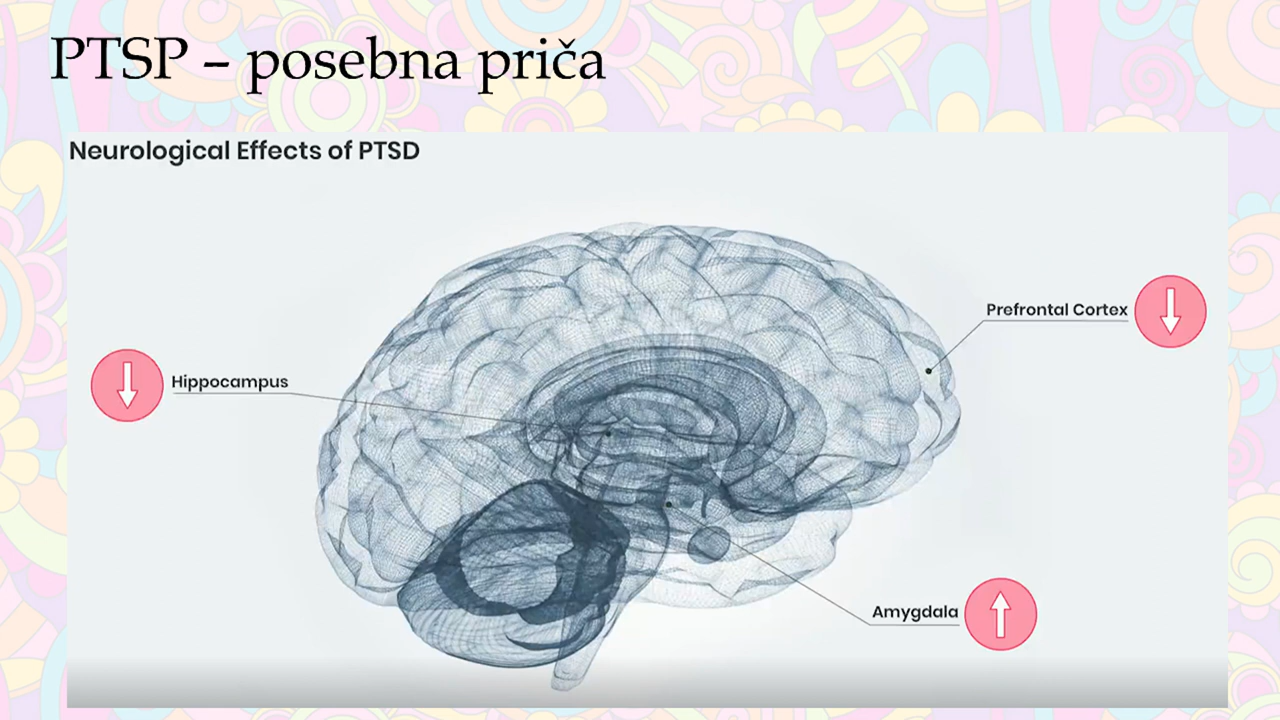 PTSP – posebna priča
Neurological Effects of PTSD
Prefrontal Cortex
Hippocampus
Amygdala